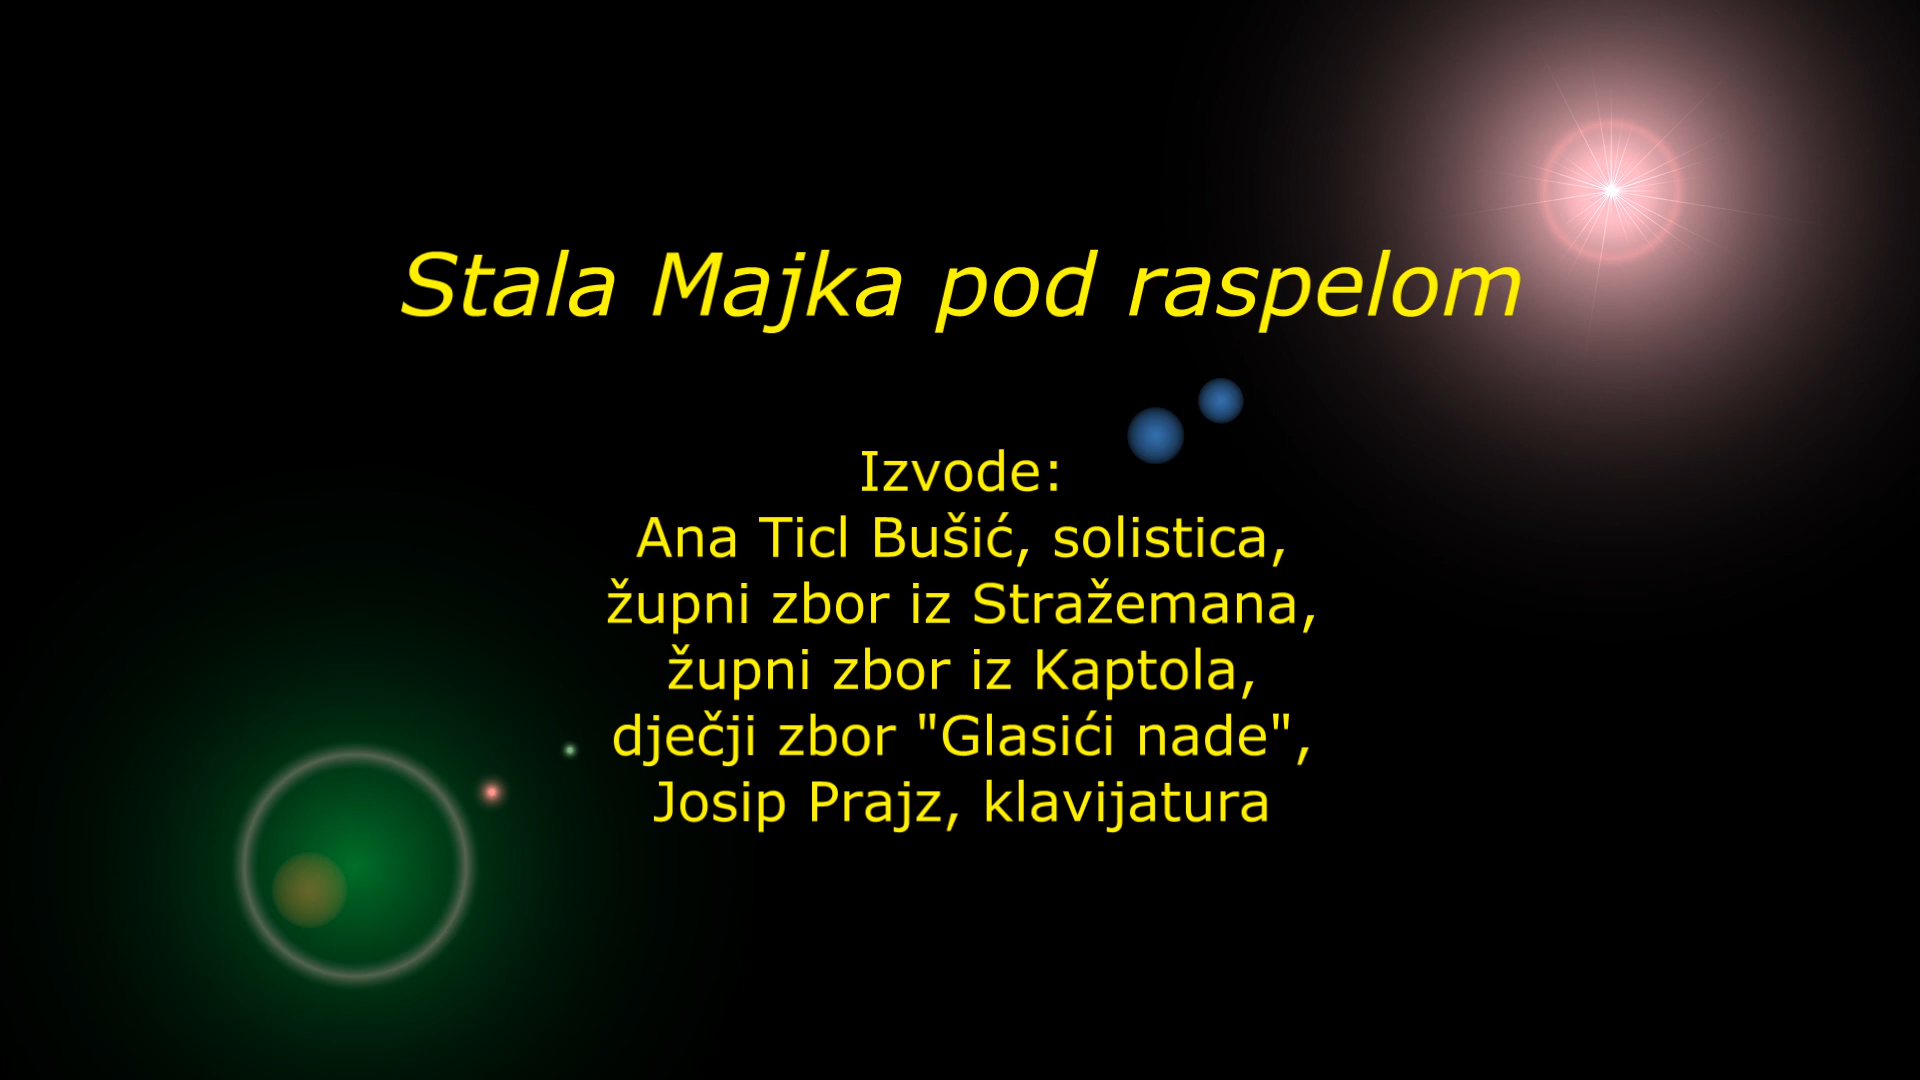 Stala Majka pod raspelom
Izvode:
Ana Ticl Bušić, solistica,
župni zbor iz Stražemana,
župni zbor iz Kaptola,
dječji zbor "Glasići nade",
Josip Prajz, klavijatura